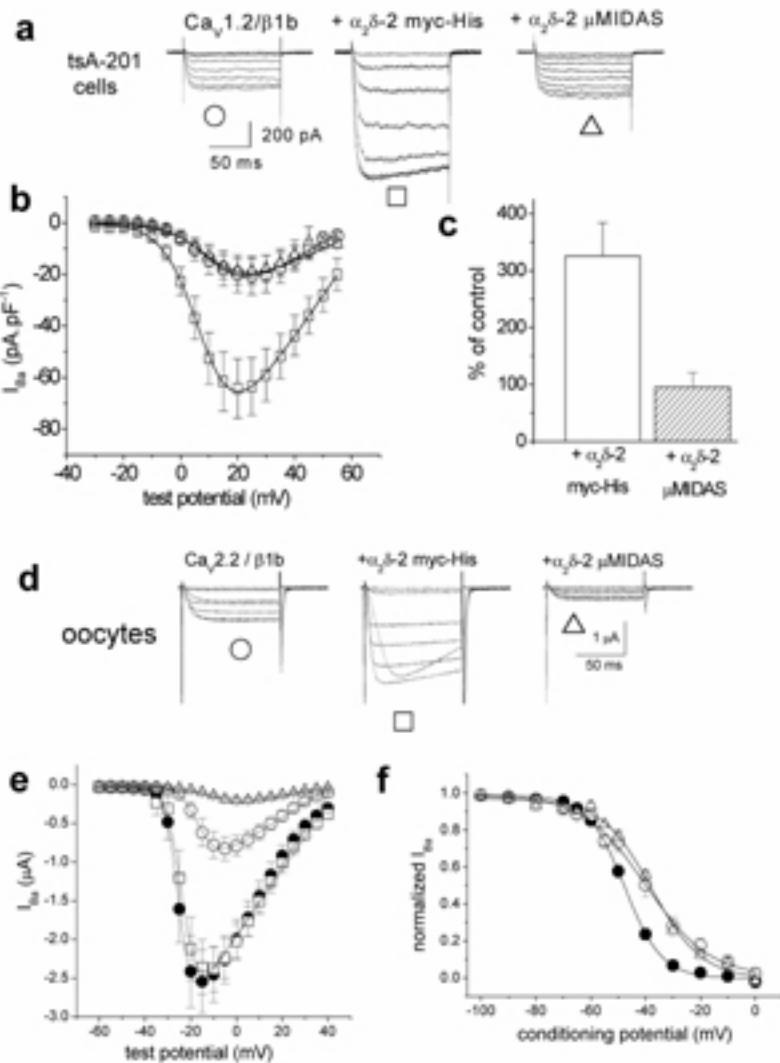 a
Ca_V1.2/β1b
+ α₂δ-2 myc-His
+ α₂δ-2 μMIDAS
tsA-201
cells
200 pA
50 ms
b
0
-20
-40
-60
-80
I_Ba (pA.pF⁻¹)
-40 -20 0 20 40 60
test potential (mV)
c
400
300
200
100
0
% of control
+ α₂δ-2
myc-His
+ α₂δ-2
μMIDAS
d
Ca_V2.2 / β1b
+α₂δ-2 myc-His
+α₂δ-2 μMIDAS
oocytes
1 μA
50 ms
e
0.0
-0.5
-1.0
-1.5
-2.0
-2.5
-3.0
I_Ba (μA)
-60 -40 -20 0 20 40
test potential (mV)
f
1.0
0.8
0.6
0.4
0.2
0.0
normalized I_Ba
-100 -80 -60 -40 -20 0
conditioning potential (mV)